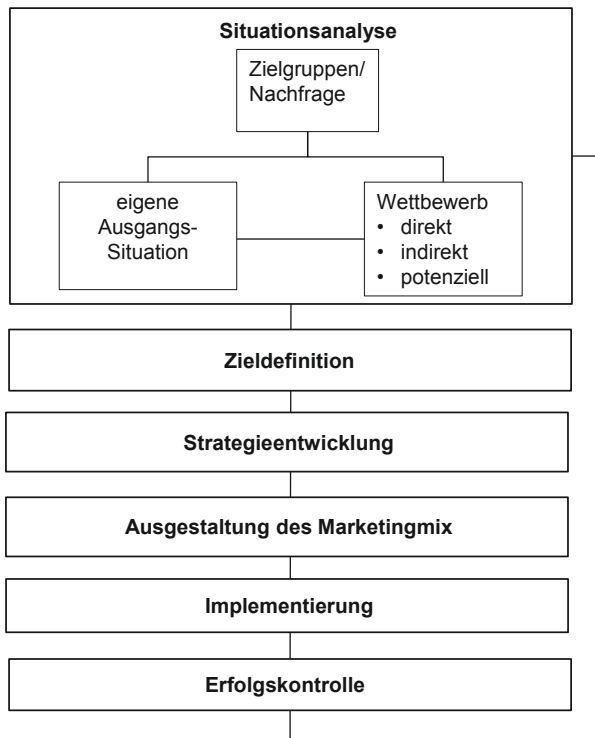 Situationsanalyse
Zielgruppen/
Nachfrage
eigene
Ausgangs-
Situation
Wettbewerb
• direkt
• indirekt
• potenziell
Zieldefinition
Strategieentwicklung
Ausgestaltung des Marketingmix
Implementierung
Erfolgskontrolle